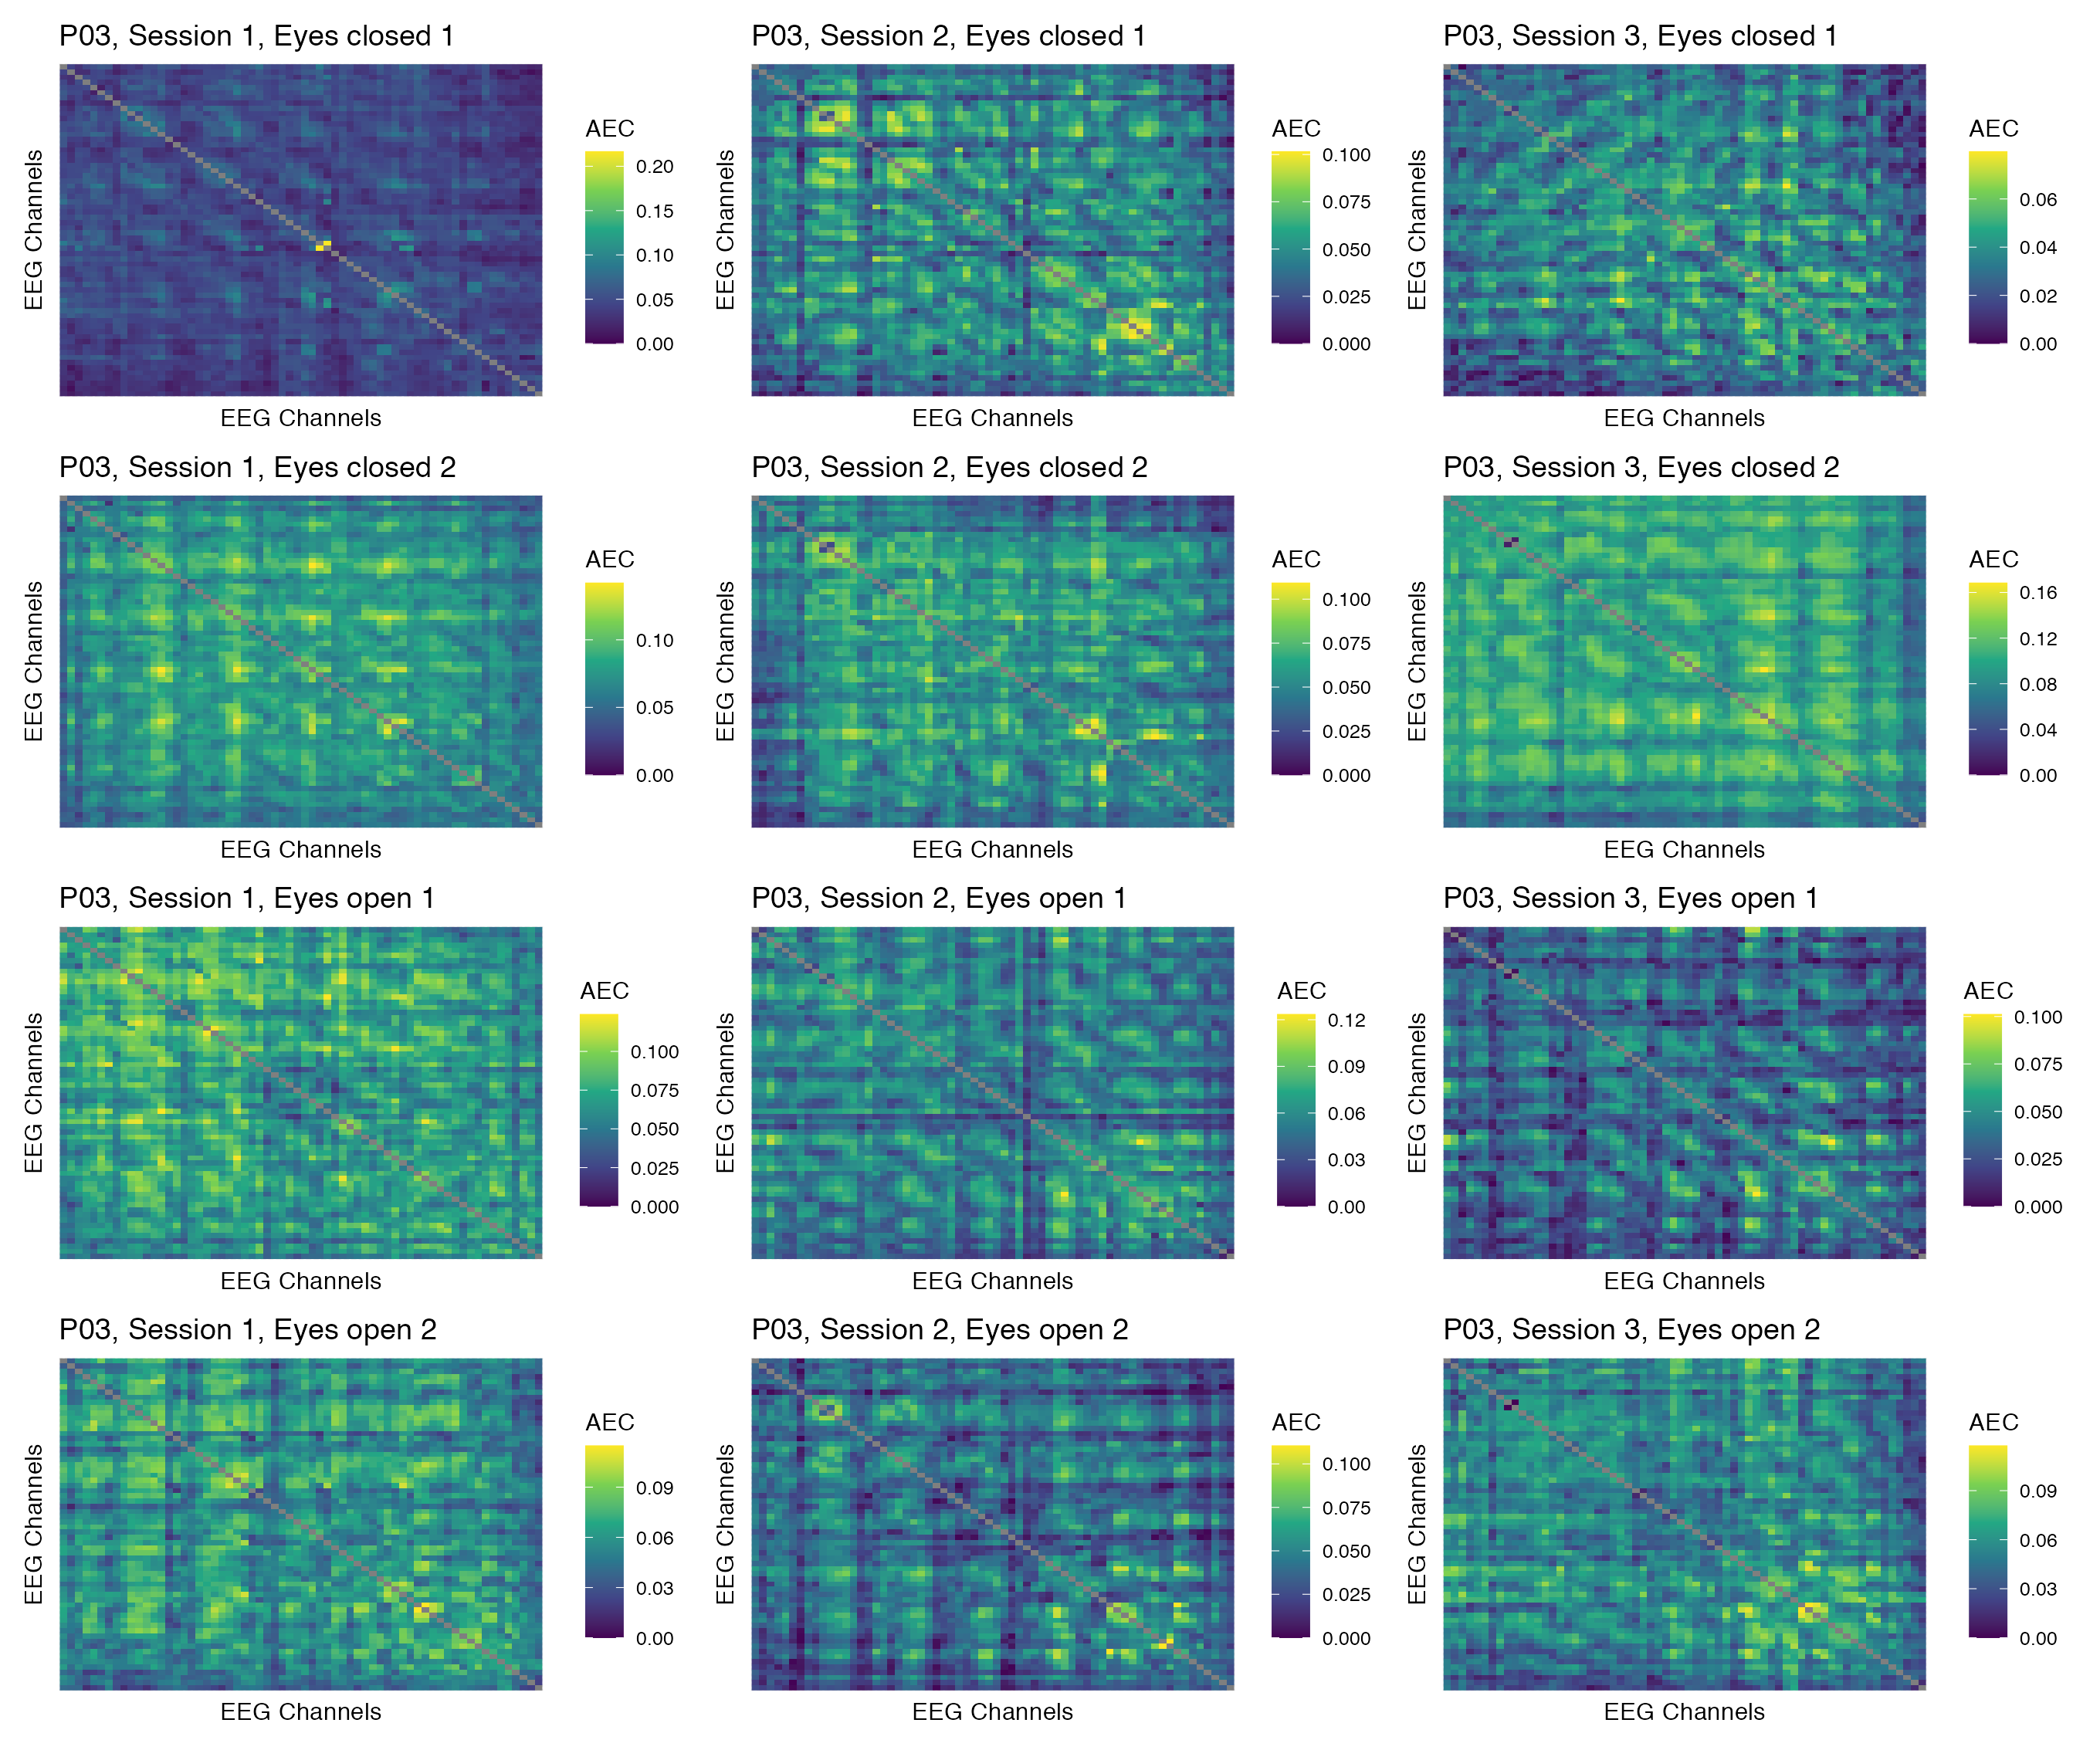 P03, Session 1, Eyes closed 1
P03, Session 2, Eyes closed 1
P03, Session 3, Eyes closed 1
EEG Channels
EEG Channels
AEC
0.20
0.15
0.10
0.05
0.00
EEG Channels
EEG Channels
AEC
0.100
0.075
0.050
0.025
0.000
EEG Channels
EEG Channels
AEC
0.06
0.04
0.02
0.00
P03, Session 1, Eyes closed 2
P03, Session 2, Eyes closed 2
P03, Session 3, Eyes closed 2
EEG Channels
EEG Channels
AEC
0.10
0.05
0.00
EEG Channels
EEG Channels
AEC
0.100
0.075
0.050
0.025
0.000
EEG Channels
EEG Channels
AEC
0.16
0.12
0.08
0.04
0.00
P03, Session 1, Eyes open 1
P03, Session 2, Eyes open 1
P03, Session 3, Eyes open 1
EEG Channels
EEG Channels
AEC
0.100
0.075
0.050
0.025
0.000
EEG Channels
EEG Channels
AEC
0.12
0.09
0.06
0.03
0.00
EEG Channels
EEG Channels
AEC
0.100
0.075
0.050
0.025
0.000
P03, Session 1, Eyes open 2
P03, Session 2, Eyes open 2
P03, Session 3, Eyes open 2
EEG Channels
EEG Channels
AEC
0.09
0.06
0.03
0.00
EEG Channels
EEG Channels
AEC
0.100
0.075
0.050
0.025
0.000
EEG Channels
EEG Channels
AEC
0.09
0.06
0.03
0.00